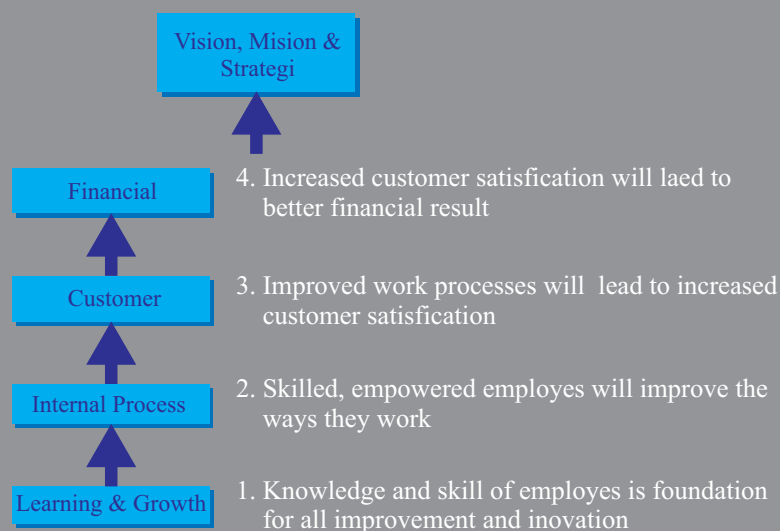 Vision, Mision &
Strategi
Financial
4. Increased customer satisfication will laed to
better financial result
Customer
3. Improved work processes will lead to increased
customer satisfication
Internal Process
2. Skilled, empowered employes will improve the
ways they work
Learning & Growth
1. Knowledge and skill of employes is foundation
for all improvement and inovation